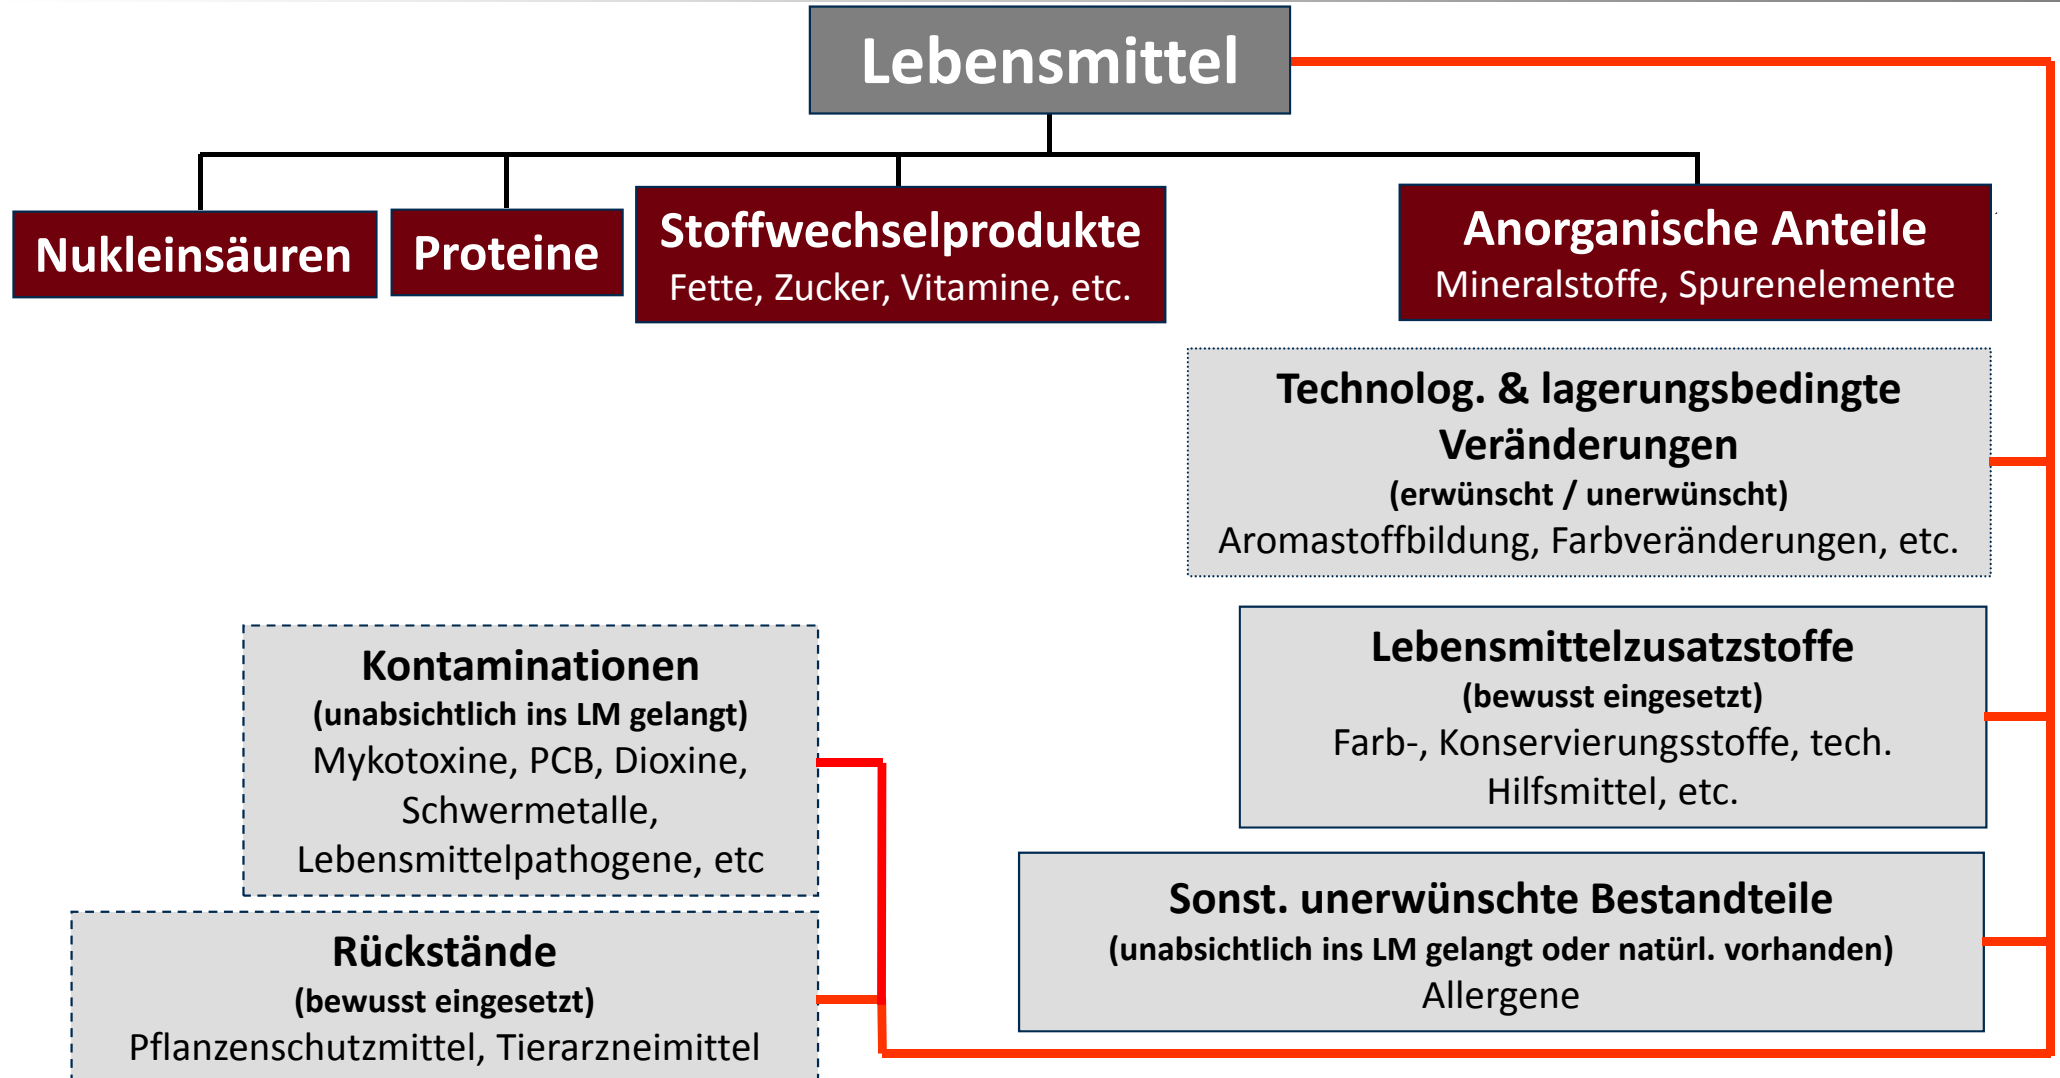 Lebensmittel
Nukleinsäuren
Proteine
Stoffwechselprodukte
Fette, Zucker, Vitamine, etc.
Anorganische Anteile
Mineralstoffe, Spurenelemente
Technolog. & lagerungsbedingte
Veränderungen
(erwünscht / unerwünscht)
Aromastoffbildung, Farbveränderungen, etc.
Kontaminationen
(unabsichtlich ins LM gelangt)
Mykotoxine, PCB, Dioxine,
Schwermetalle,
Lebensmittelpathogene, etc
Lebensmittelzusatzstoffe
(bewusst eingesetzt)
Farb-, Konservierungsstoffe, tech.
Hilfsmittel, etc.
Rückstände
(bewusst eingesetzt)
Pflanzenschutzmittel, Tierarzneimittel
Sonst. unerwünschte Bestandteile
(unabsichtlich ins LM gelangt oder natürl. vorhanden)
Allergene